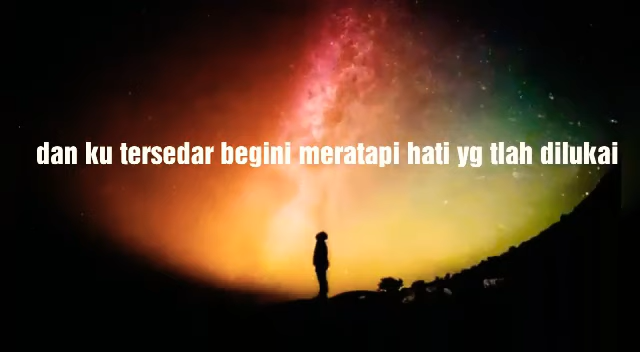 dan ku tersedar begini meratapi hati yg tlah dilukai